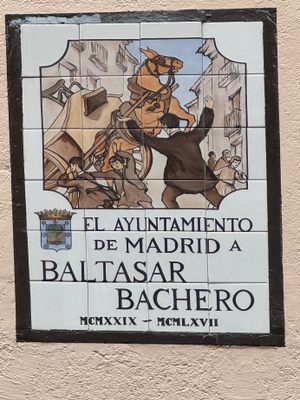 EL AYUNTAMIENTO
DE MADRID A
BALTASAR
BACHERO
MCMXXIX – MCMLXVII